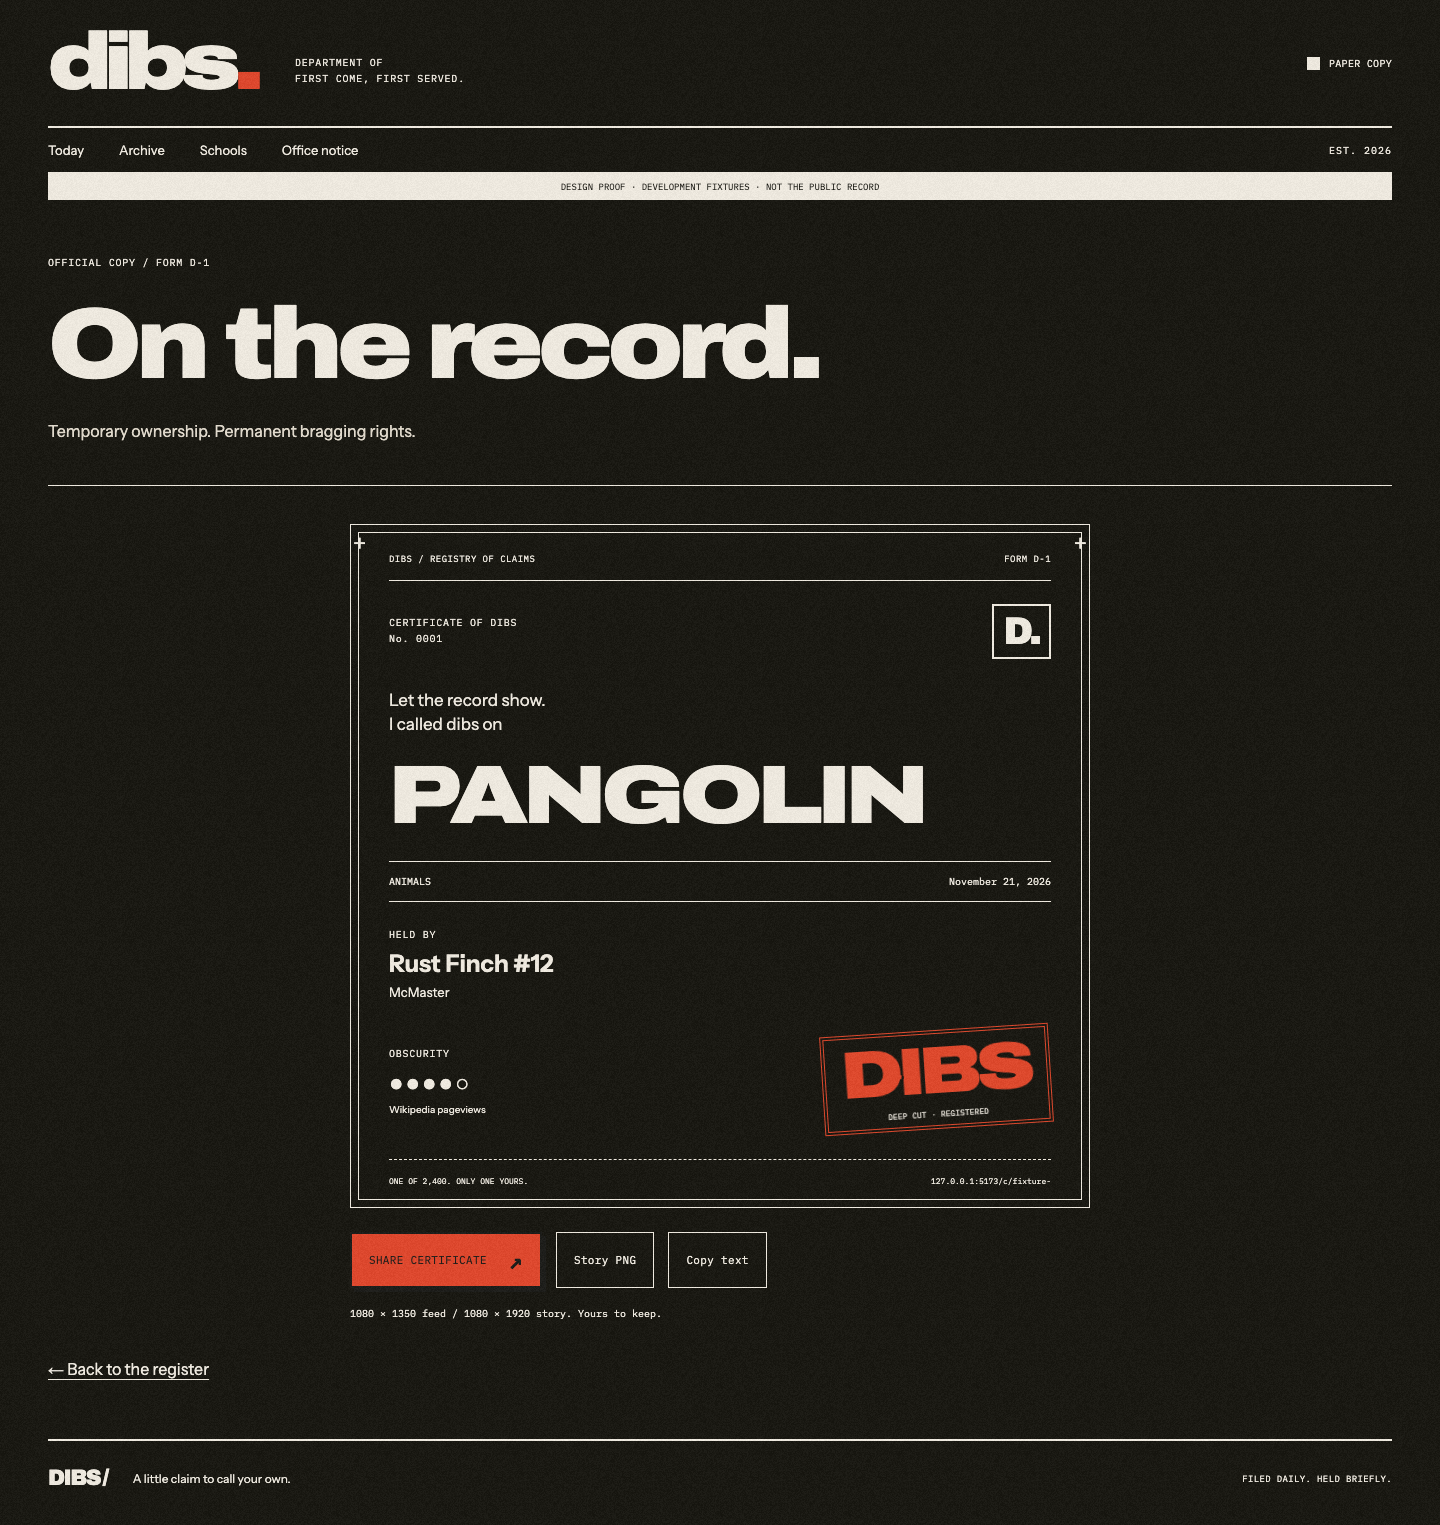 dibs.
DEPARTMENT OF
FIRST COME, FIRST SERVED.
PAPER COPY
Today Archive Schools Office notice EST. 2026
DESIGN PROOF · DEVELOPMENT FIXTURES · NOT THE PUBLIC RECORD
OFFICIAL COPY / FORM D-1
On the record.
Temporary ownership. Permanent bragging rights.
DIBS / REGISTRY OF CLAIMS FORM D-1
CERTIFICATE OF DIBS
No. 0001
D.
Let the record show.
I called dibs on
PANGOLIN
ANIMALS November 21, 2026
HELD BY
Rust Finch #12
McMaster
OBSCURITY
Wikipedia pageviews
DIBS
DEEP CUT · REGISTERED
ONE OF 2,400. ONLY ONE YOURS. 127.0.0.1:5173/c/fixture-
SHARE CERTIFICATE ↗ Story PNG Copy text
1080 × 1350 feed / 1080 × 1920 story. Yours to keep.
← Back to the register
DIBS/ A little claim to call your own. FILED DAILY. HELD BRIEFLY.